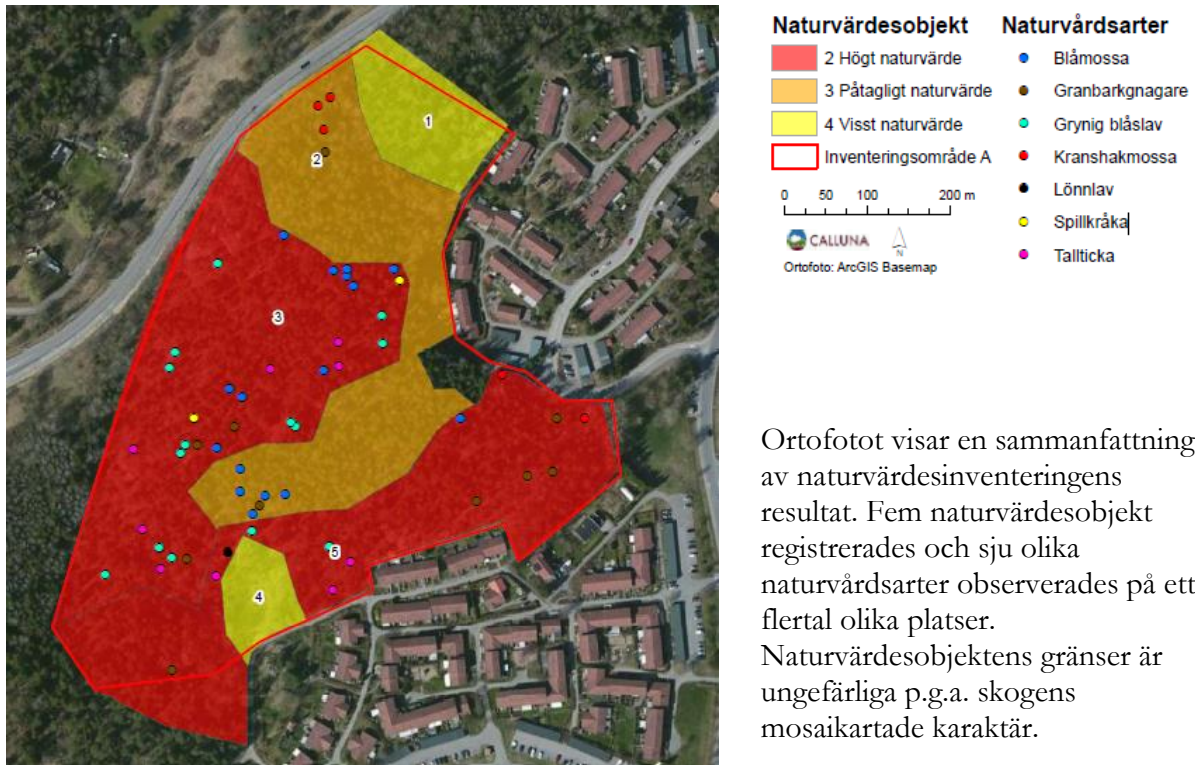 Naturvärdesobjekt
2 Högt naturvärde
3 Påtagligt naturvärde
4 Visst naturvärde
Inventeringsområde A
0 50 100 200 m
CALLUNA
N
Ortofoto: ArcGIS Basemap
Naturvårdsarter
Blåmossa
Granbarkgnagare
Grynig blåslav
Kranshakmossa
Lönnlav
Spillkråka
Tallticka
1
2
3
4
5
Ortofotot visar en sammanfattning
av naturvärdesinventeringens
resultat. Fem naturvärdesobjekt
registrerades och sju olika
naturvårdsarter observerades på ett
flertal olika platser.
Naturvärdesobjektens gränser är
ungefärliga p.g.a. skogens
mosaikartade karaktär.